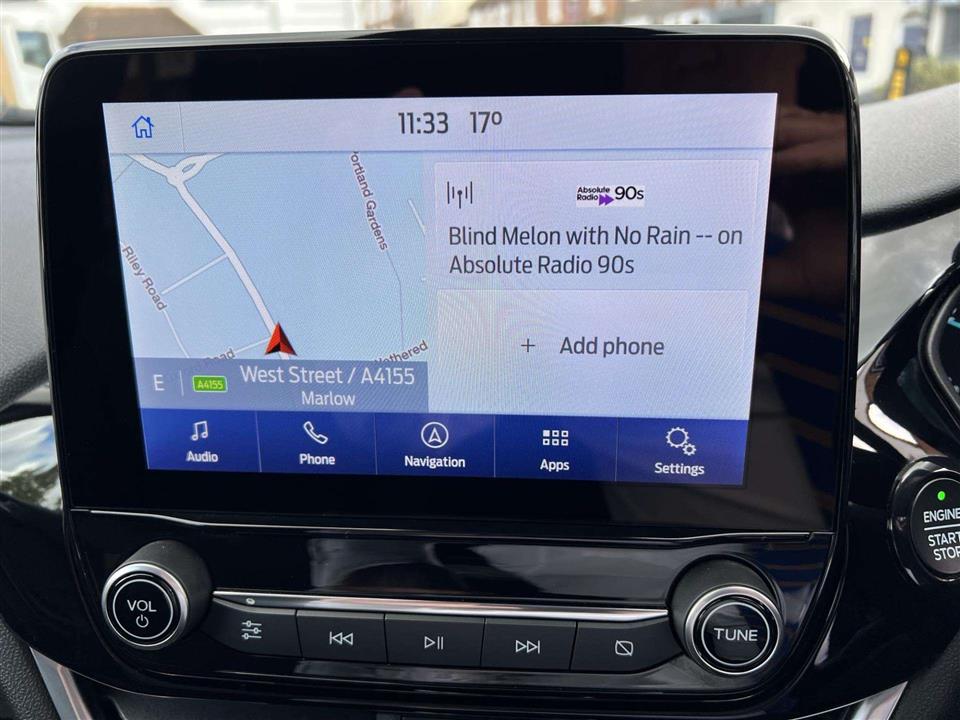 11:33 17º
Portland Gardens
Riley Road
Absolute
Radio 90s
Blind Melon with No Rain -- on
Absolute Radio 90s
+ Add phone
Road
Wethered
E A4155 West Street / A4155
Marlow
Audio Phone Navigation Apps Settings
ENGINE
START
STOP
VOL
TUNE